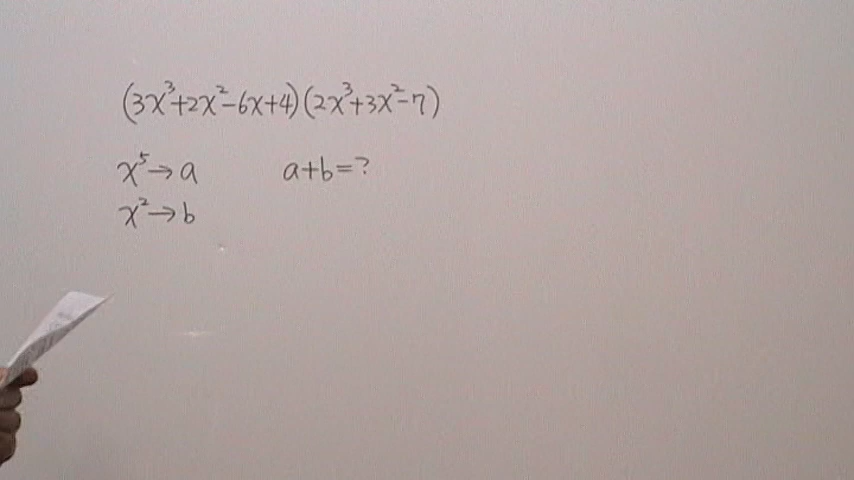 (3x³+2x²-6x+4)(2x³+3x²-7)
x⁵→a a+b=?
x²→b